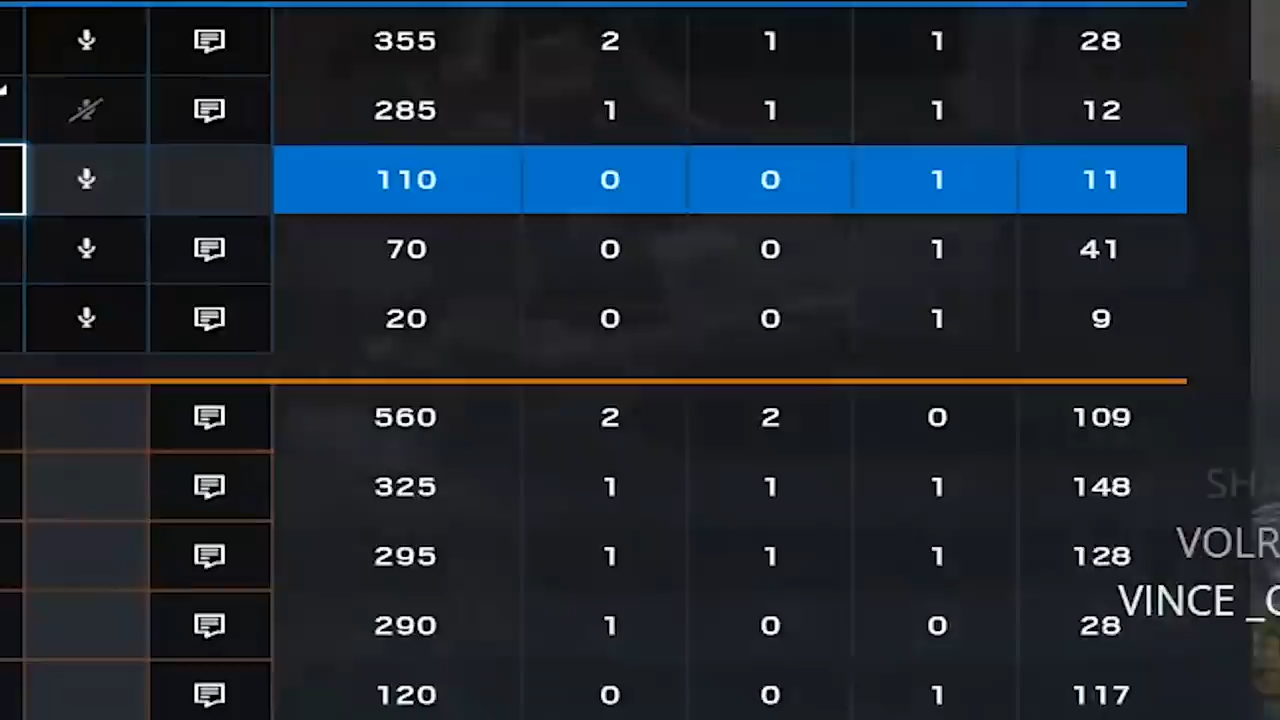 355 2 1 1 28
285 1 1 1 12
110 0 0 1 11
70 0 0 1 41
20 0 0 1 9
560 2 2 0 109
325 1 1 1 148
295 1 1 1 128
290 1 0 0 28
120 0 0 1 117
SHA
VOLR
VINCE _